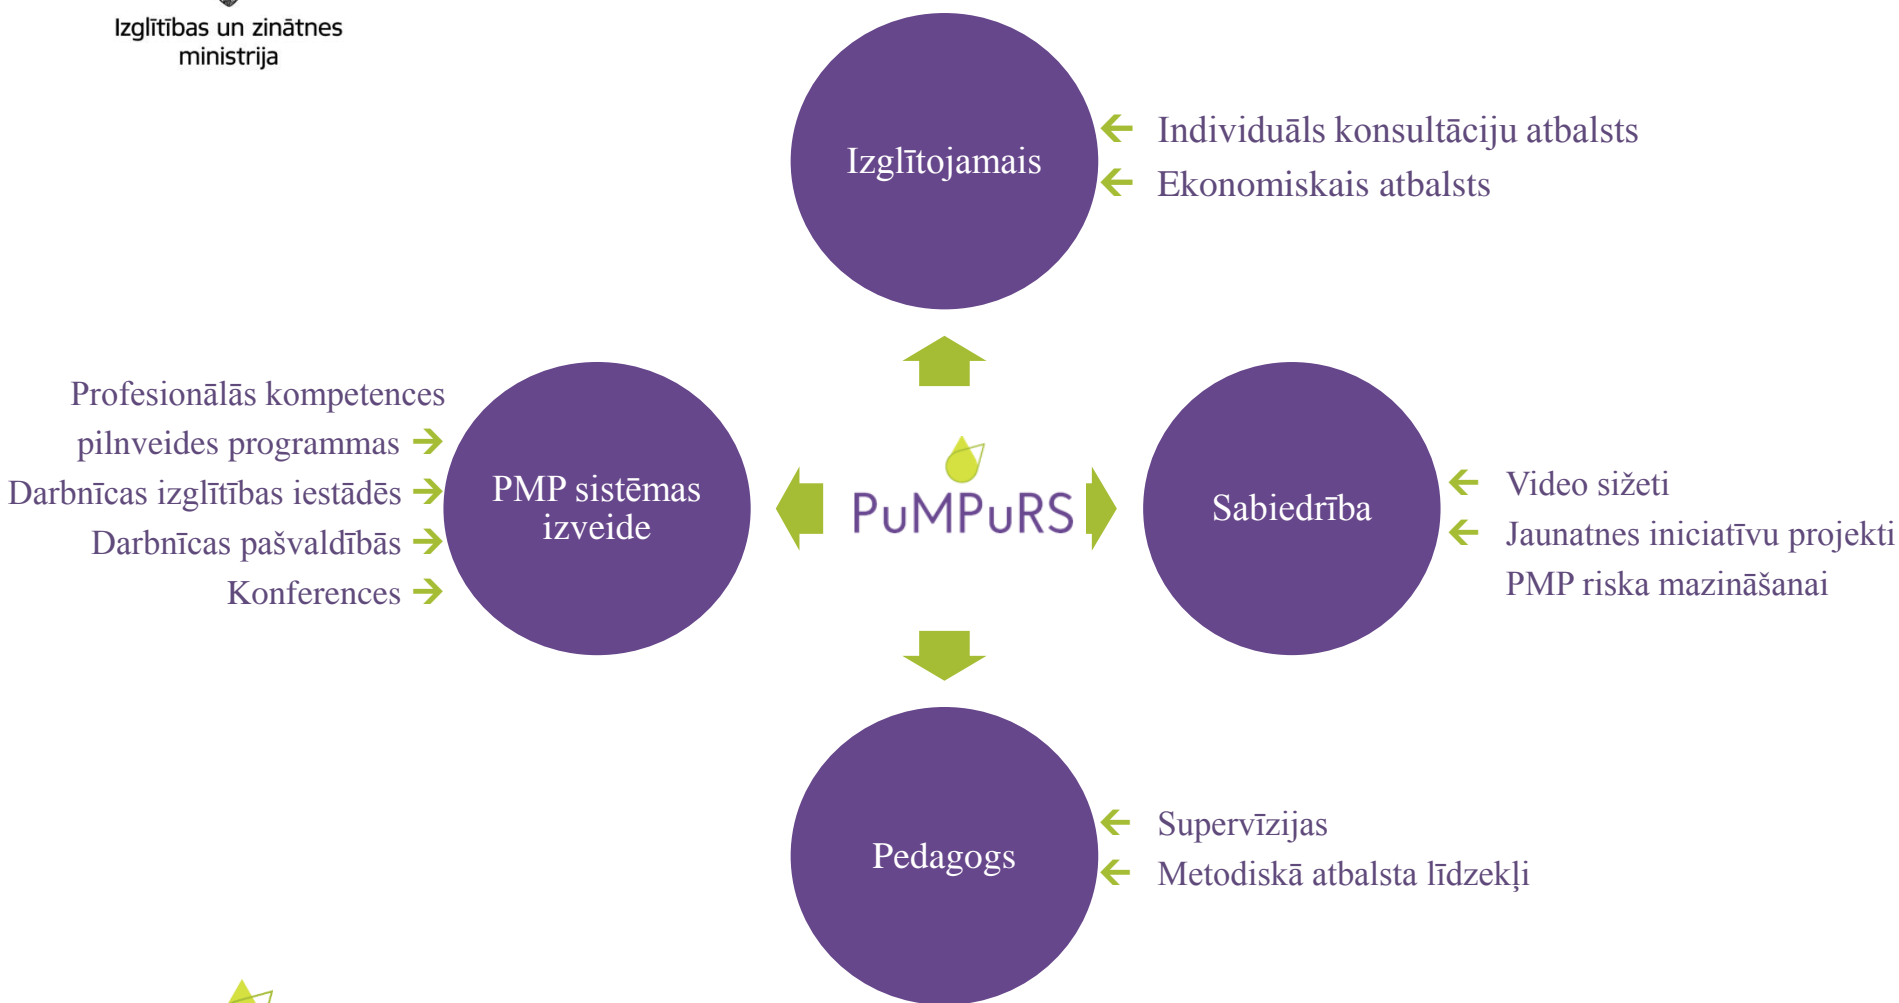 Izglītības un zinātnes
ministrija
Izglītojamais
Individuāls konsultāciju atbalsts
Ekonomiskais atbalsts
Profesionālās kompetences
pilnveides programmas
Darbnīcas izglītības iestādēs
Darbnīcas pašvaldībās
Konferences
PMP sistēmas
izveide
PuMPuRS
Sabiedrība
Video sižeti
Jaunatnes iniciatīvu projekti
PMP riska mazināšanai
Pedagogs
Supervīzijas
Metodiskā atbalsta līdzekļi